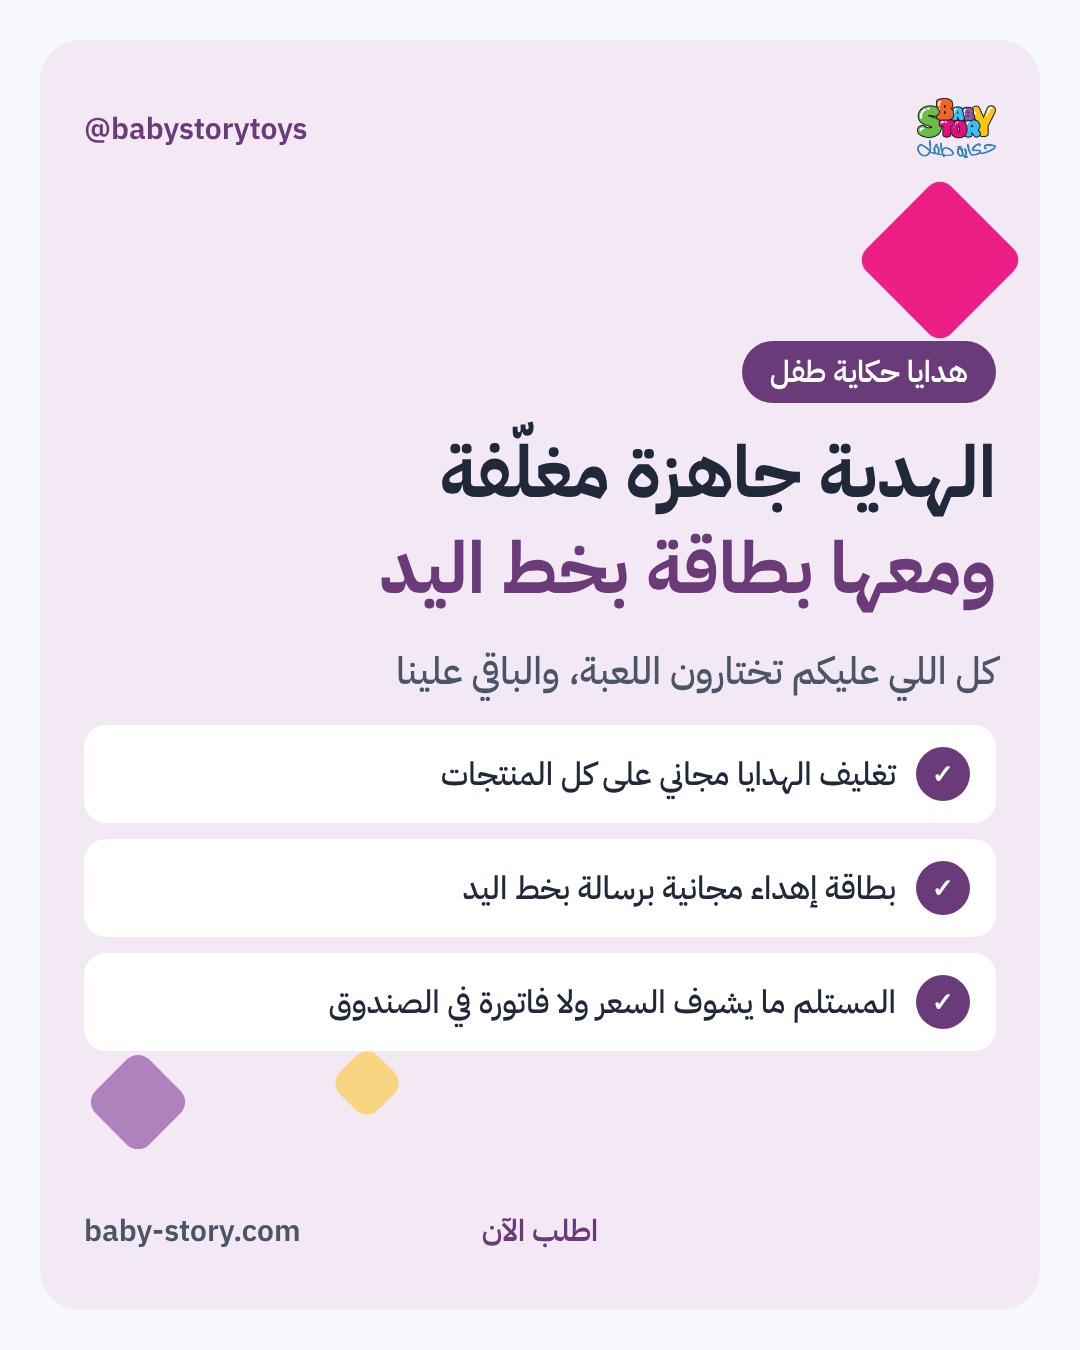 @babystorytoys
BABY STORY
حكاية طفل
هدايا حكاية طفل
الهدية جاهزة مغلّفة
ومعها بطاقة بخط اليد
كل اللي عليكم تختارون اللعبة، والباقي علينا
✓ تغليف الهدايا مجاني على كل المنتجات
✓ بطاقة إهداء مجانية برسالة بخط اليد
✓ المستلم ما يشوف السعر ولا فاتورة في الصندوق
اطلب الآن
baby-story.com